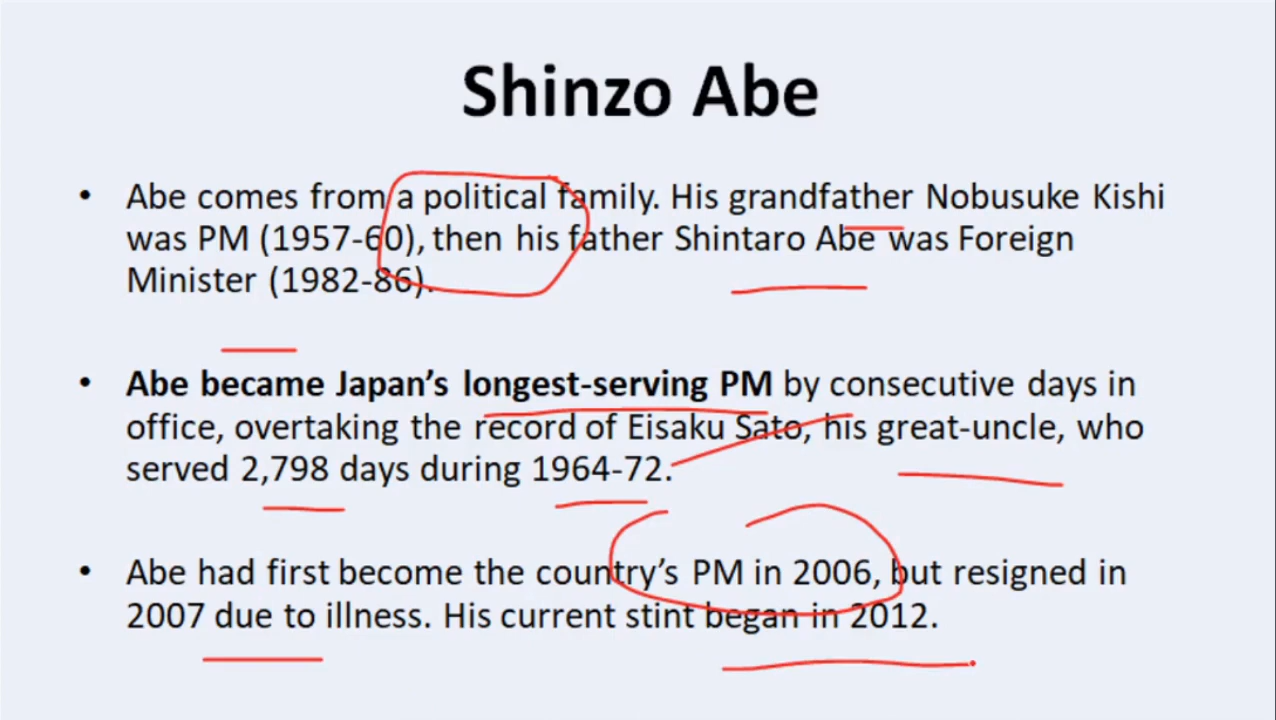 Shinzo Abe
• Abe comes from a political family. His grandfather Nobusuke Kishi
was PM (1957-60), then his father Shintaro Abe was Foreign
Minister (1982-86).
• Abe became Japan’s longest-serving PM by consecutive days in
office, overtaking the record of Eisaku Sato, his great-uncle, who
served 2,798 days during 1964-72.
• Abe had first become the country’s PM in 2006, but resigned in
2007 due to illness. His current stint began in 2012.